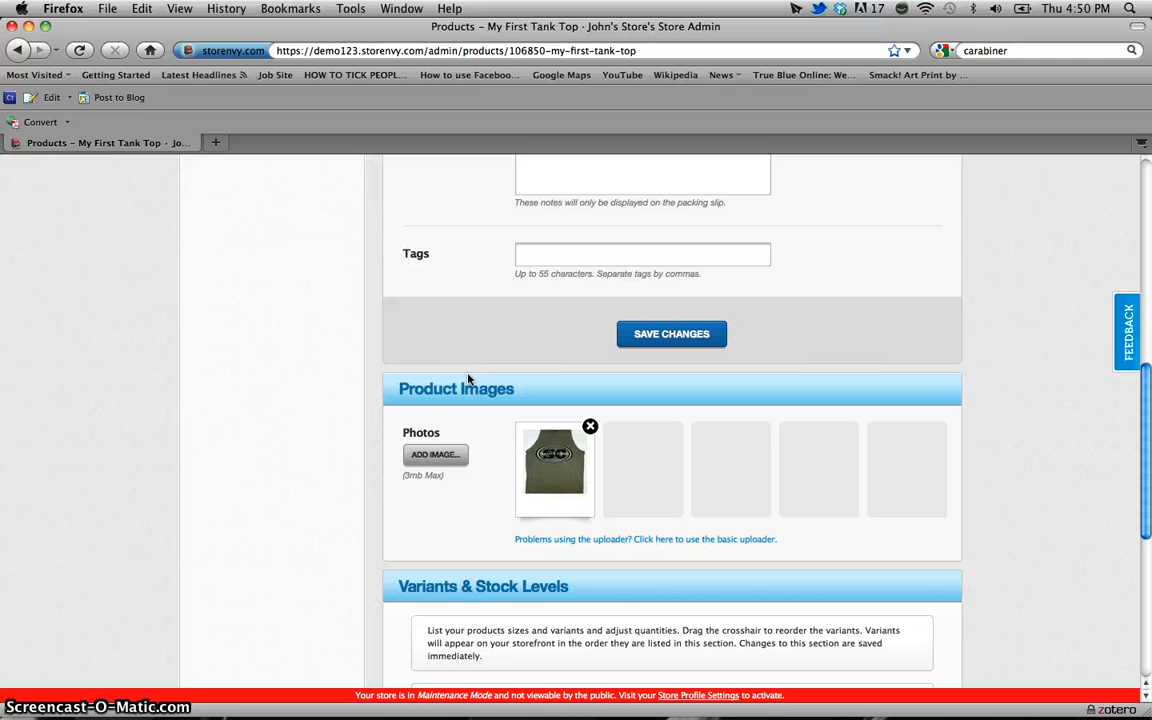 Firefox File Edit View History Bookmarks Tools Window Help 17 Thu 4:50 PM
Products – My First Tank Top · John's Store's Store Admin
storenvy.com https://demo123.storenvy.com/admin/products/106850-my-first-tank-top carabiner
Most Visited Getting Started Latest Headlines Job Site HOW TO TICK PEOPL... How to use Faceboo... Google Maps YouTube Wikipedia News True Blue Online: We... Smack! Art Print by ...
Edit Post to Blog
Convert
Products – My First Tank Top · Jo...
These notes will only be displayed on the packing slip.
Tags
Up to 55 characters. Separate tags by commas.
SAVE CHANGES
FEEDBACK
Product Images
Photos
ADD IMAGE...
(3mb Max)
Problems using the uploader? Click here to use the basic uploader.
Variants & Stock Levels
List your products sizes and variants and adjust quantities. Drag the crosshair to reorder the variants. Variants
will appear on your storefront in the order they are listed in this section. Changes to this section are saved
immediately.
Your store is in Maintenance Mode and not viewable by the public. Visit your Store Profile Settings to activate.
Screencast-O-Matic.com
zotero